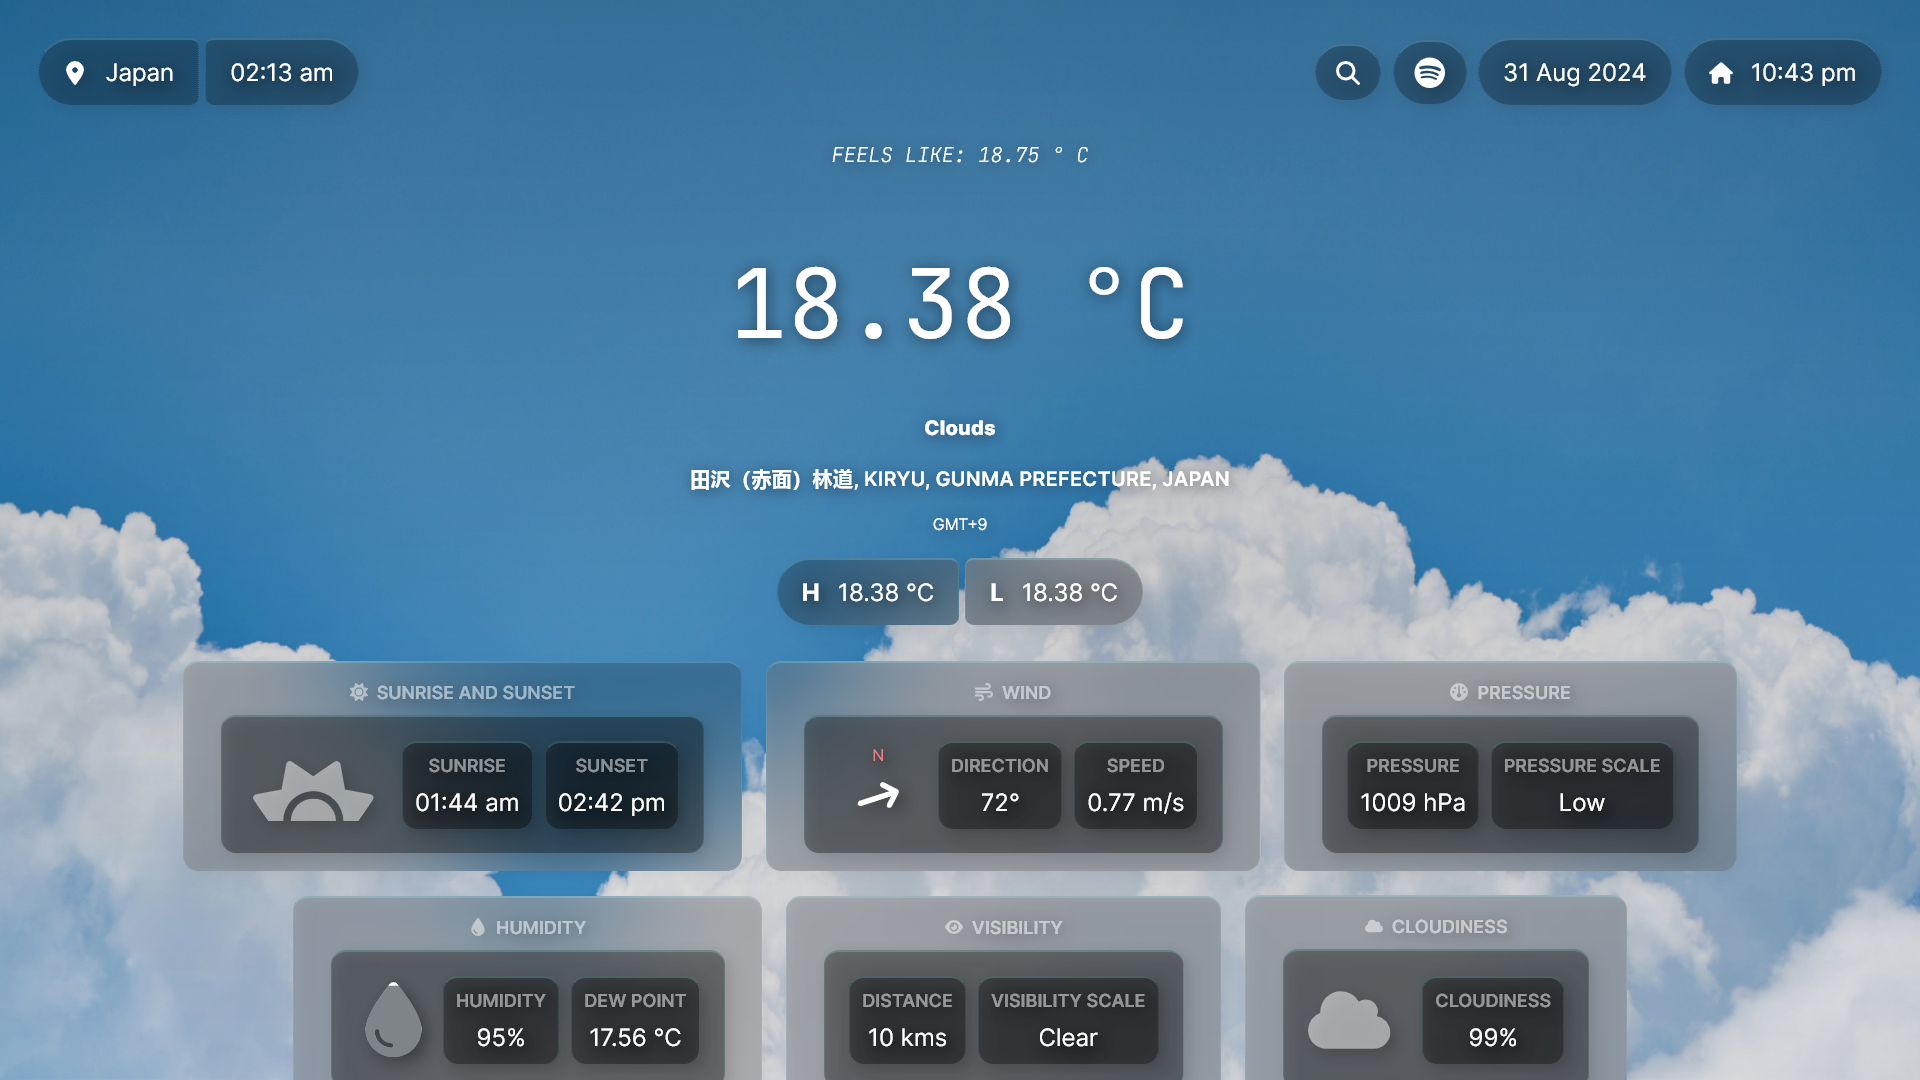 Japan
02:13 am
31 Aug 2024
10:43 pm
FEELS LIKE: 18.75 ° C
18.38 °C
Clouds
田沢（赤面）林道, KIRYU, GUNMA PREFECTURE, JAPAN
GMT+9
H 18.38 °C
L 18.38 °C
SUNRISE AND SUNSET
SUNRISE
01:44 am
SUNSET
02:42 pm
WIND
N
DIRECTION
72°
SPEED
0.77 m/s
PRESSURE
PRESSURE
1009 hPa
PRESSURE SCALE
Low
HUMIDITY
HUMIDITY
95%
DEW POINT
17.56 °C
VISIBILITY
DISTANCE
10 kms
VISIBILITY SCALE
Clear
CLOUDINESS
CLOUDINESS
99%